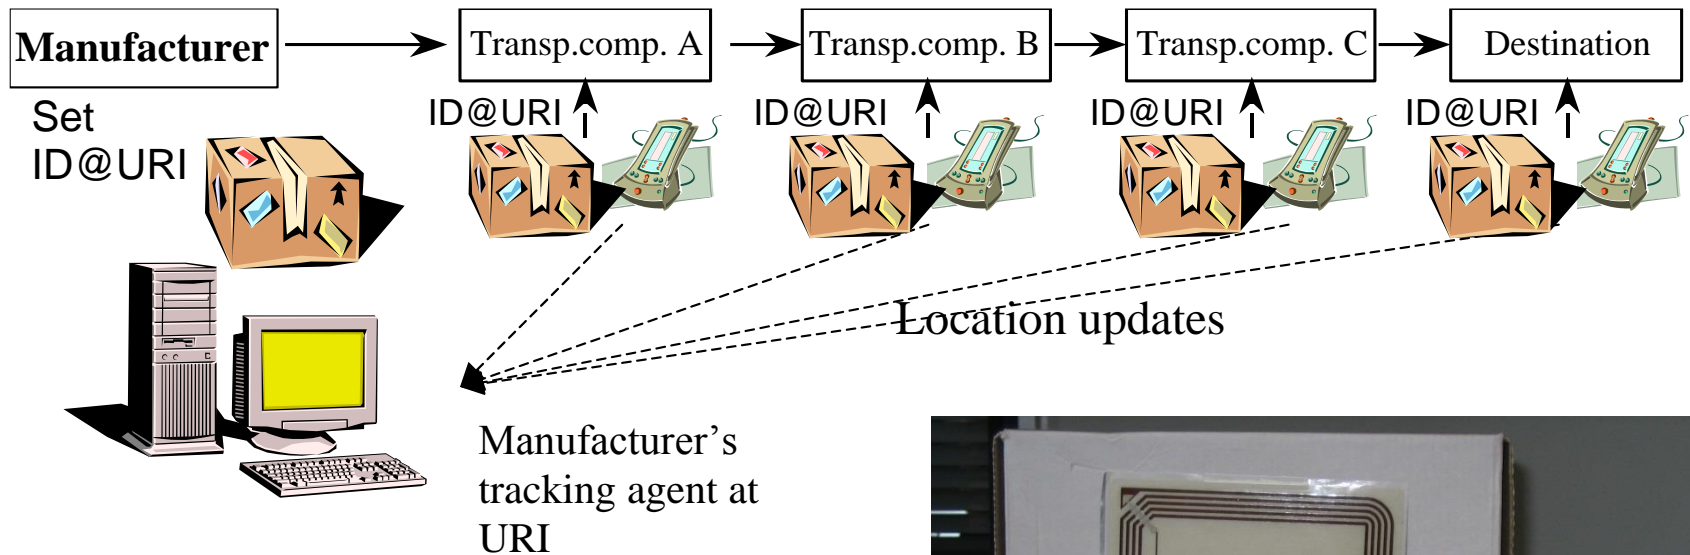 Manufacturer
Transp.comp. A
Transp.comp. B
Transp.comp. C
Destination
Set
ID@URI
ID@URI
ID@URI
ID@URI
ID@URI
Location updates
Manufacturer’s
tracking agent at
URI